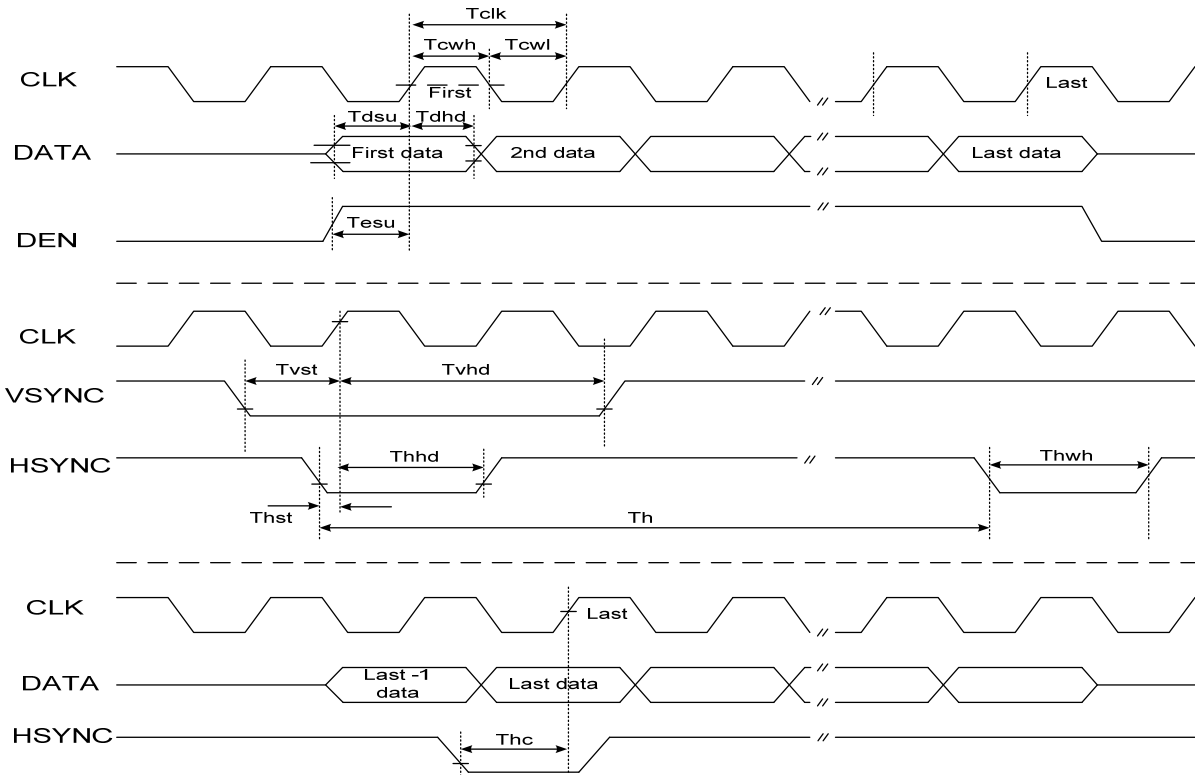 Tclk
Tcwh Tcwl
CLK First Last
Tdsu Tdhd
DATA First data 2nd data Last data
DEN Tesu
CLK
Tvst Tvhd
VSYNC
HSYNC Thhd Thwh
Thst Th
CLK Last
DATA Last -1 data Last data
HSYNC Thc